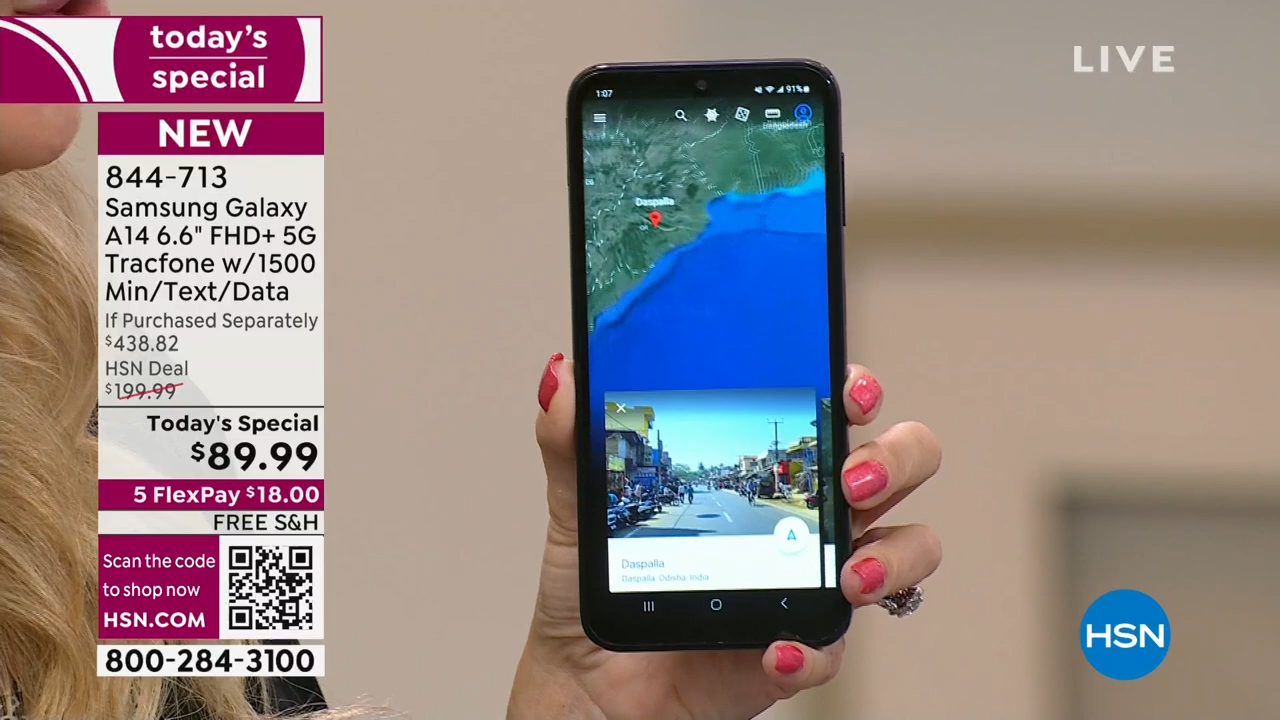 today's
special
NEW
844-713
Samsung Galaxy
A14 6.6" FHD+ 5G
Tracfone w/1500
Min/Text/Data
If Purchased Separately
$438.82
HSN Deal
$199.99
Today's Special
$89.99
5 FlexPay $18.00
FREE S&H
Scan the code
to shop now
HSN.COM
800-284-3100
1:07
91%
Daspalla
Daspalla
Daspalla, Odisha, India
LIVE
HSN